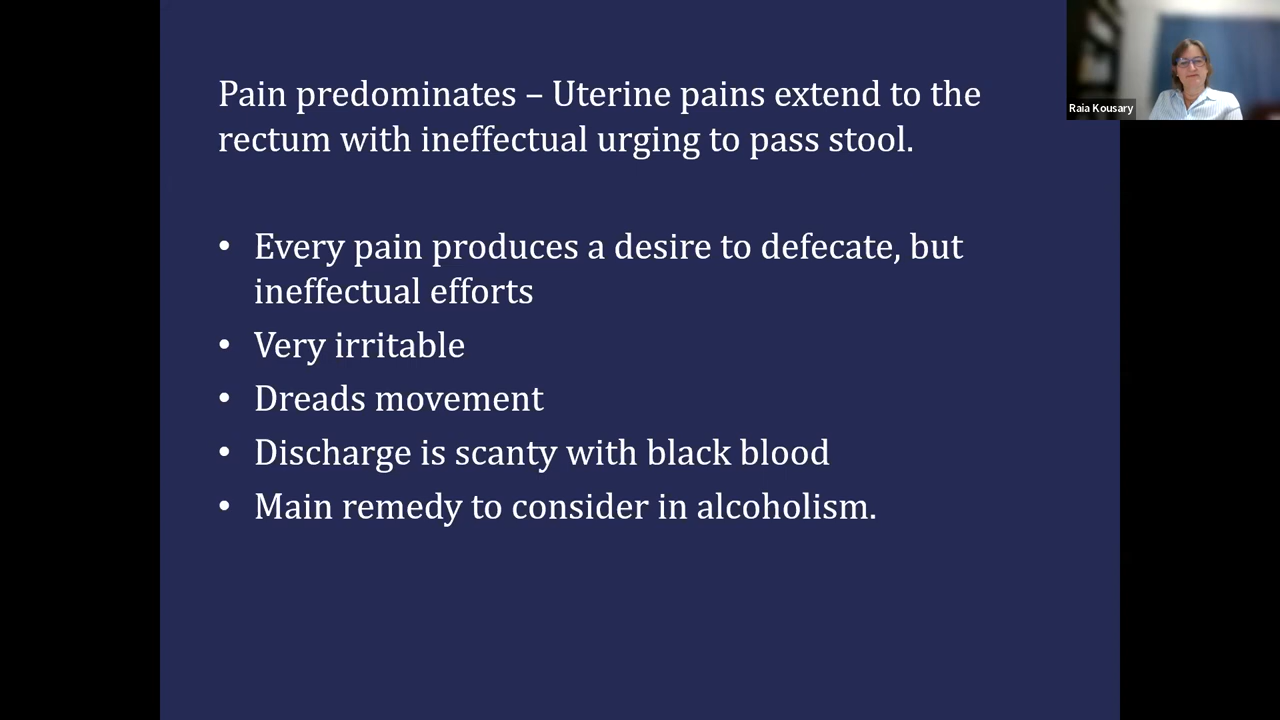 Pain predominates – Uterine pains extend to the
rectum with ineffectual urging to pass stool.
• Every pain produces a desire to defecate, but
ineffectual efforts
• Very irritable
• Dreads movement
• Discharge is scanty with black blood
• Main remedy to consider in alcoholism.
Raia Kousary